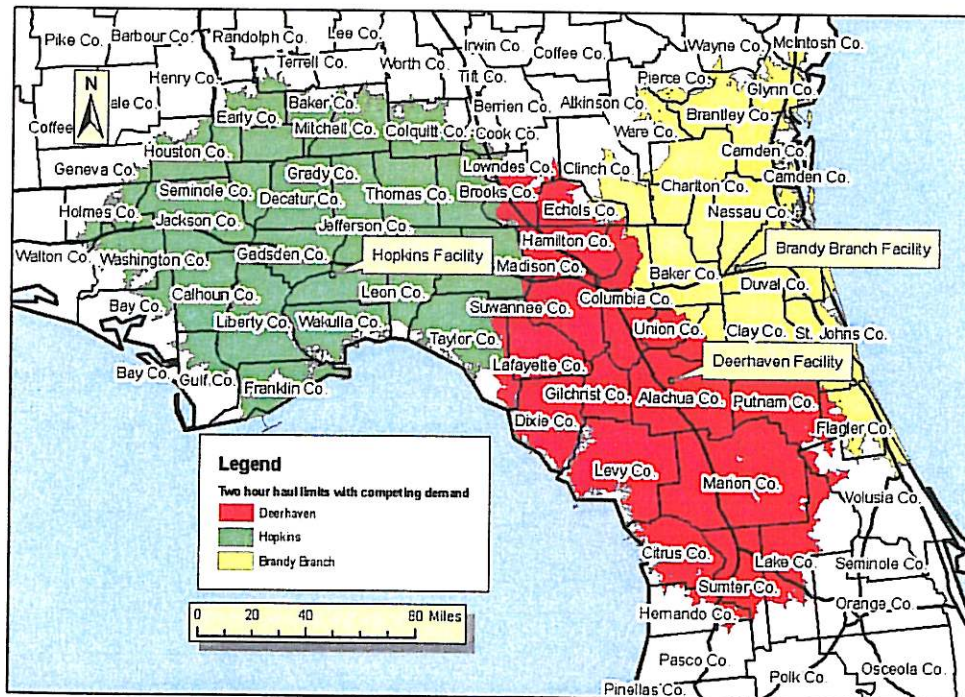 Pike Co.
Barbour Co.
Randolph Co.
Lee Co.
Irwin Co.
Coffee Co.
Wayne Co.
McIntosh Co.
Terrell Co.
Worth Co.
Tift Co.
Henry Co.
Pierce Co.
Glynn Co.
N
ale Co.
Baker Co.
Berrien Co.
Atkinson Co.
Coffee
Early Co.
Mitchell Co.
Colquitt Co.
Cook Co.
Ware Co.
Brantley Co.
Houston Co.
Geneva Co.
Lowndes Co.
Clinch Co.
Camden Co.
Grady Co.
Camden Co.
Seminole Co.
Decatur Co.
Thomas Co.
Brooks Co.
Echols Co.
Charlton Co.
Holmes Co.
Jackson Co.
Jefferson Co.
Nassau Co.
Walton Co.
Washington Co.
Gadsden Co.
Hopkins Facility
Hamilton Co.
Madison Co.
Baker Co.
Brandy Branch Facility
Calhoun Co.
Leon Co.
Duval Co.
Bay Co.
Suwannee Co.
Columbia Co.
Liberty Co.
Wakulla Co.
Union Co.
Clay Co.
St. Johns Co.
Taylor Co.
Lafayette Co.
Deerhaven Facility
Bay Co.
Gulf Co.
Franklin Co.
Gilchrist Co.
Alachua Co.
Putnam Co.
Dixie Co.
Flagler Co.
Legend
Two hour haul limits with competing demand
Deerhaven
Hopkins
Brandy Branch
Levy Co.
Marion Co.
Volusia Co.
Citrus Co.
Lake Co.
Seminole Co.
Sumter Co.
Orange Co.
Hernando Co.
0 20 40 80 Miles
Pasco Co.
Polk Co.
Osceola Co.
Pinellas Co.